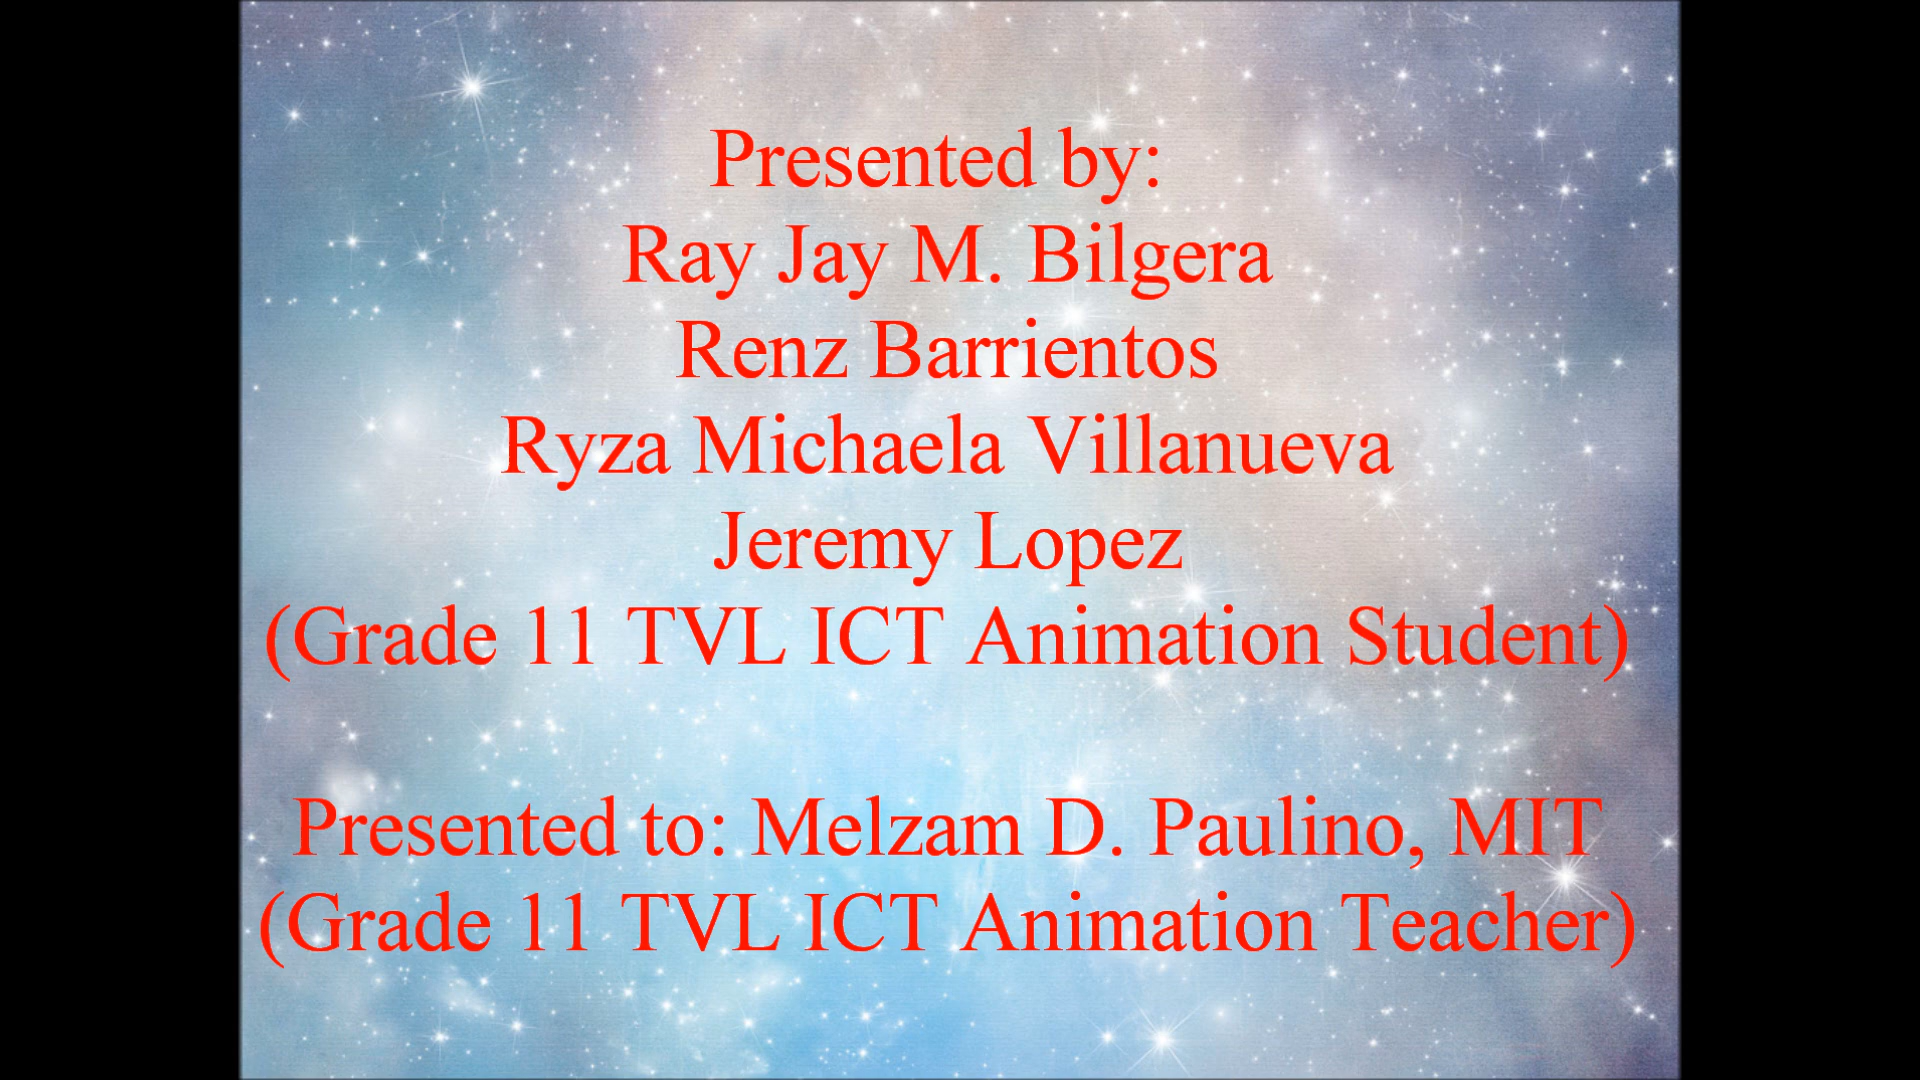 Presented by:
Ray Jay M. Bilgera
Renz Barrientos
Ryza Michaela Villanueva
Jeremy Lopez
(Grade 11 TVL ICT Animation Student)
Presented to: Melzam D. Paulino, MIT
(Grade 11 TVL ICT Animation Teacher)